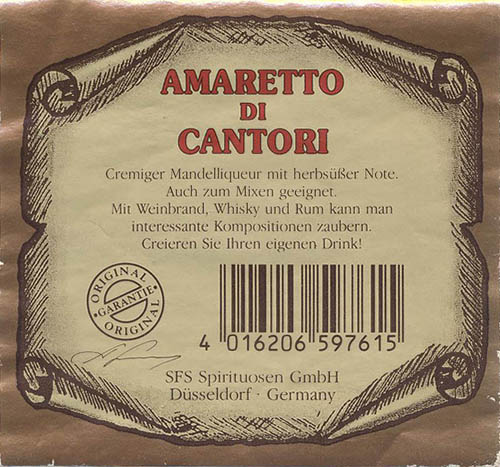 AMARETTO
DI
CANTORI
Cremiger Mandelliqueur mit herbsüßer Note.
Auch zum Mixen geeignet.
Mit Weinbrand, Whisky und Rum kann man
interessante Kompositionen zaubern.
Creieren Sie Ihren eigenen Drink!
ORIGINAL
GARANTIE
ORIGINAL
4 016206 597615
SFS Spirituosen GmbH
Düsseldorf · Germany